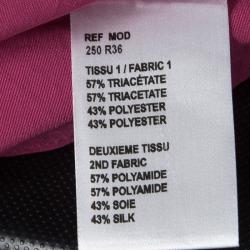 REF MOD
250 R36
TISSU 1 / FABRIC 1
57% TRIACÉTATE
57% TRIACETATE
43% POLYESTER
43% POLYESTER
DEUXIEME TISSU
2ND FABRIC
57% POLYAMIDE
57% POLYAMIDE
43% SOIE
43% SILK